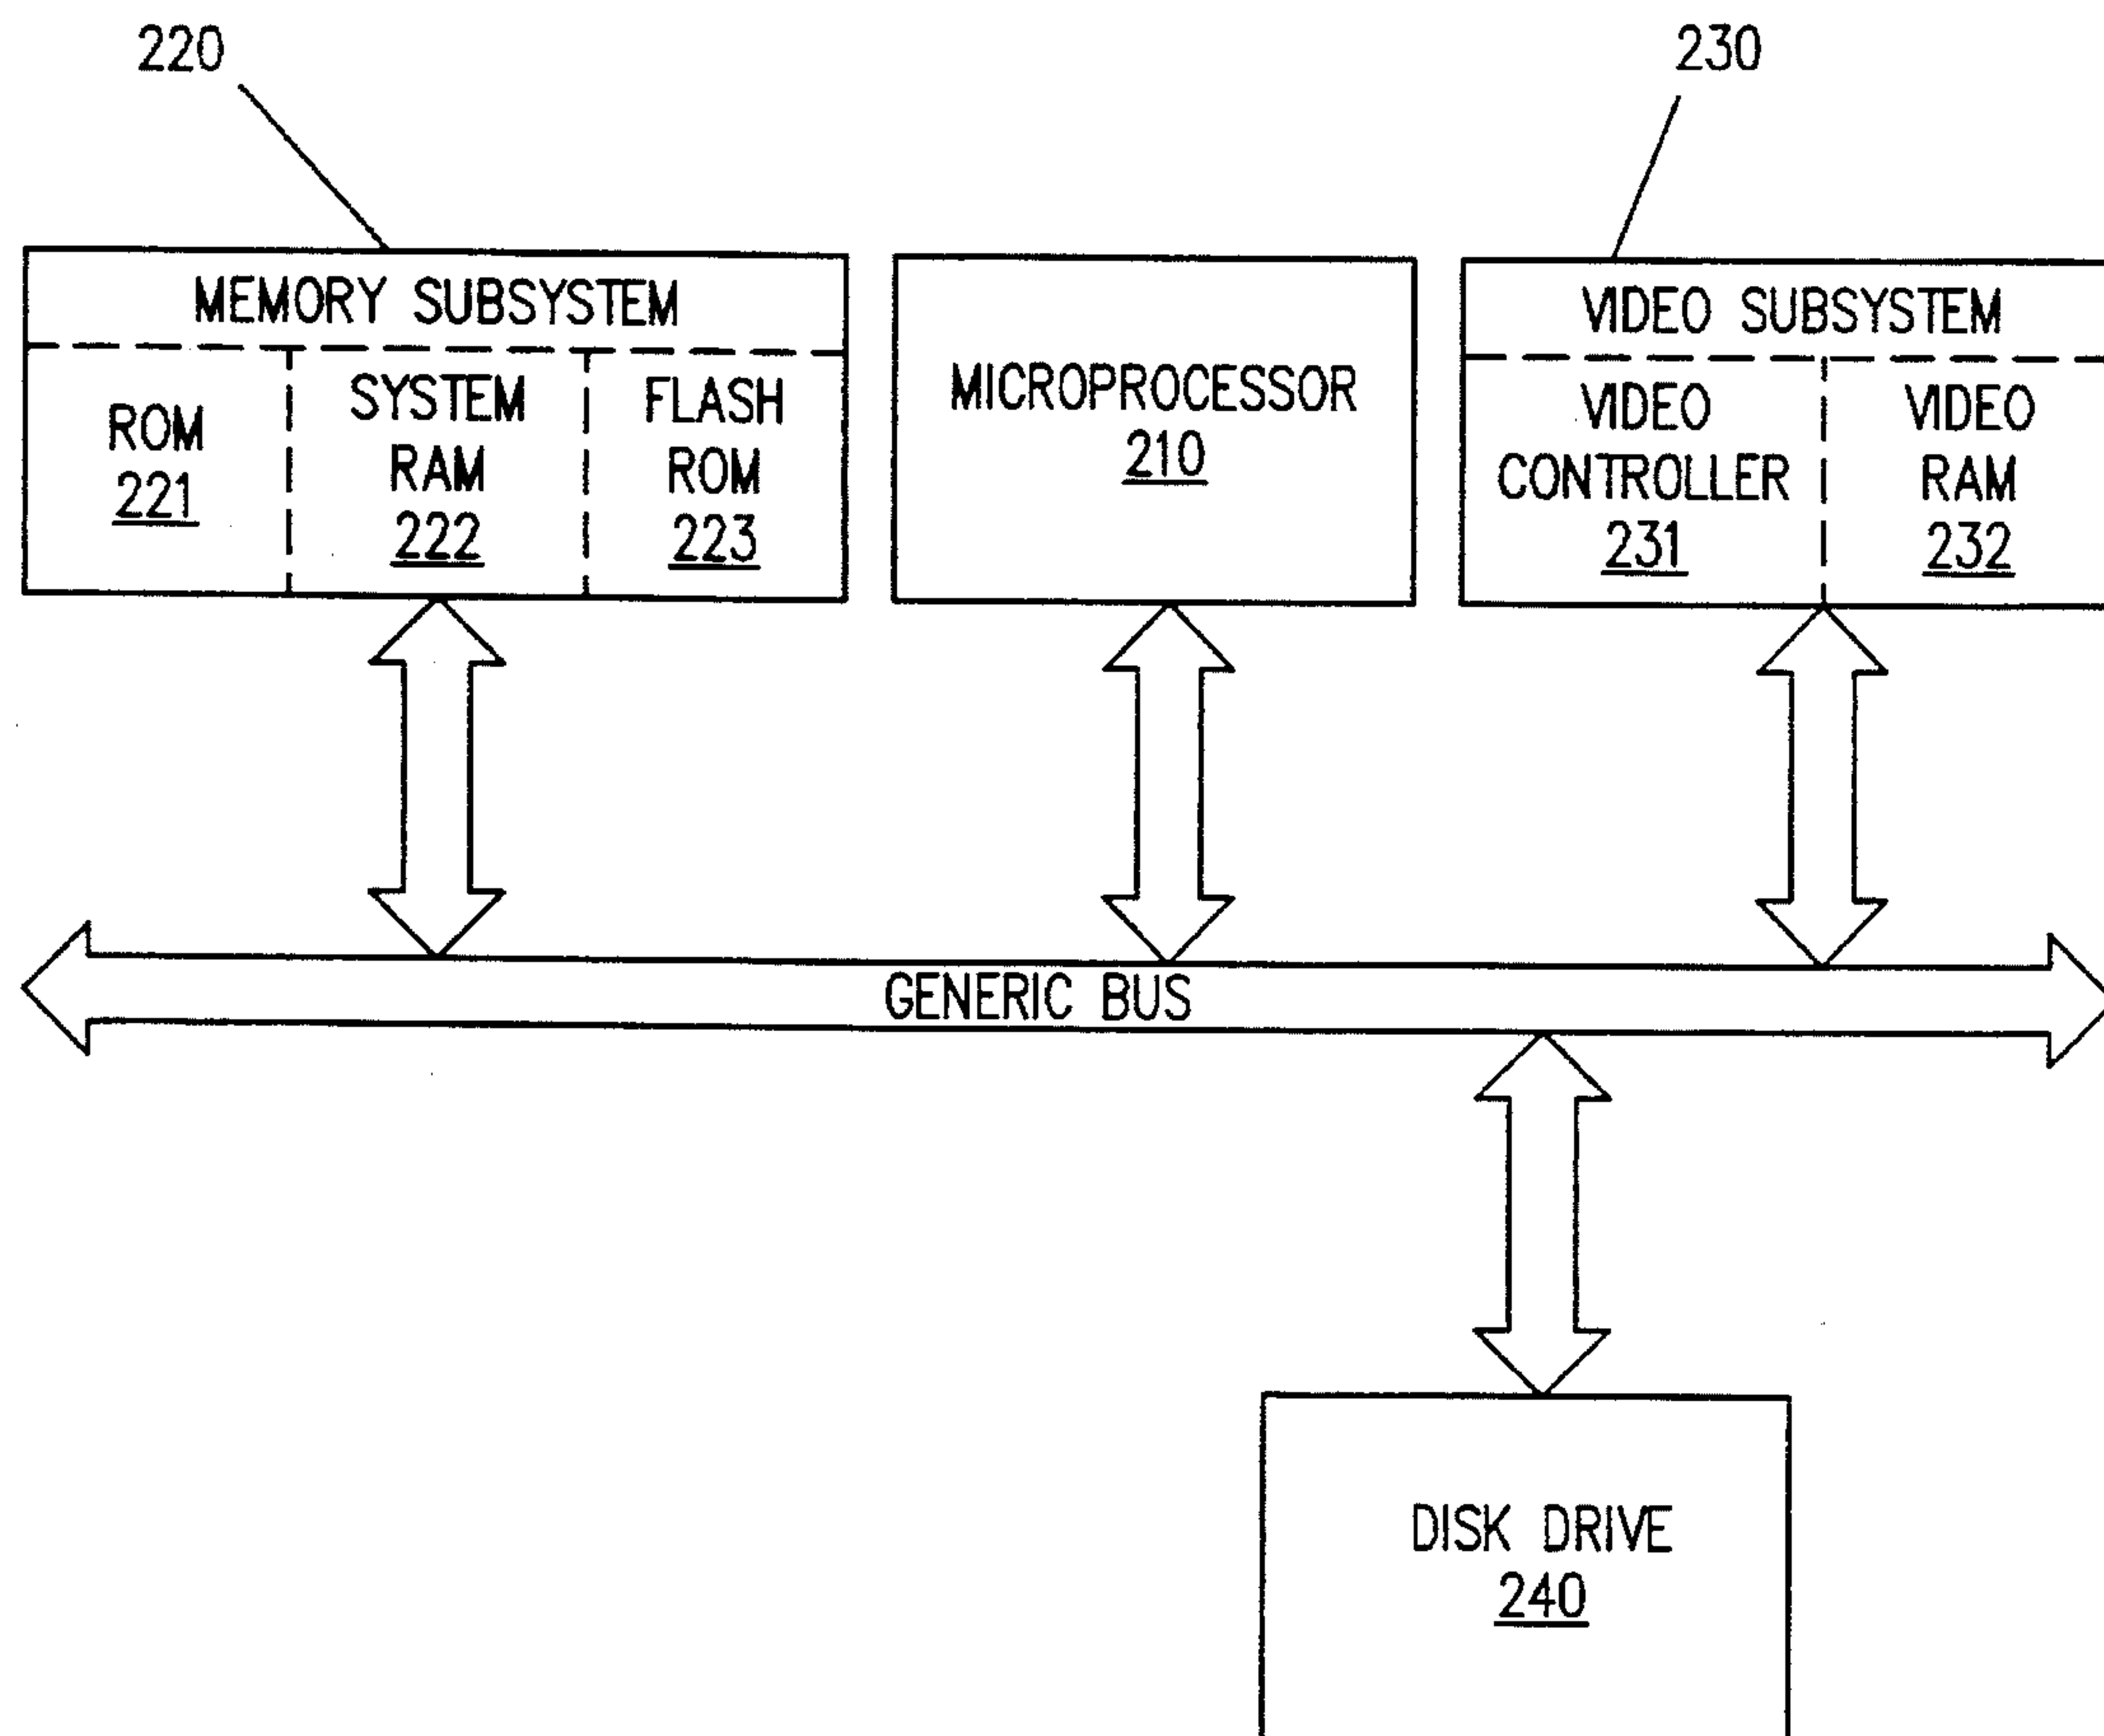 220
230
MEMORY SUBSYSTEM
ROM
221
SYSTEM
RAM
222
FLASH
ROM
223
MICROPROCESSOR
210
VIDEO SUBSYSTEM
VIDEO
CONTROLLER
231
VIDEO
RAM
232
GENERIC BUS
DISK DRIVE
240